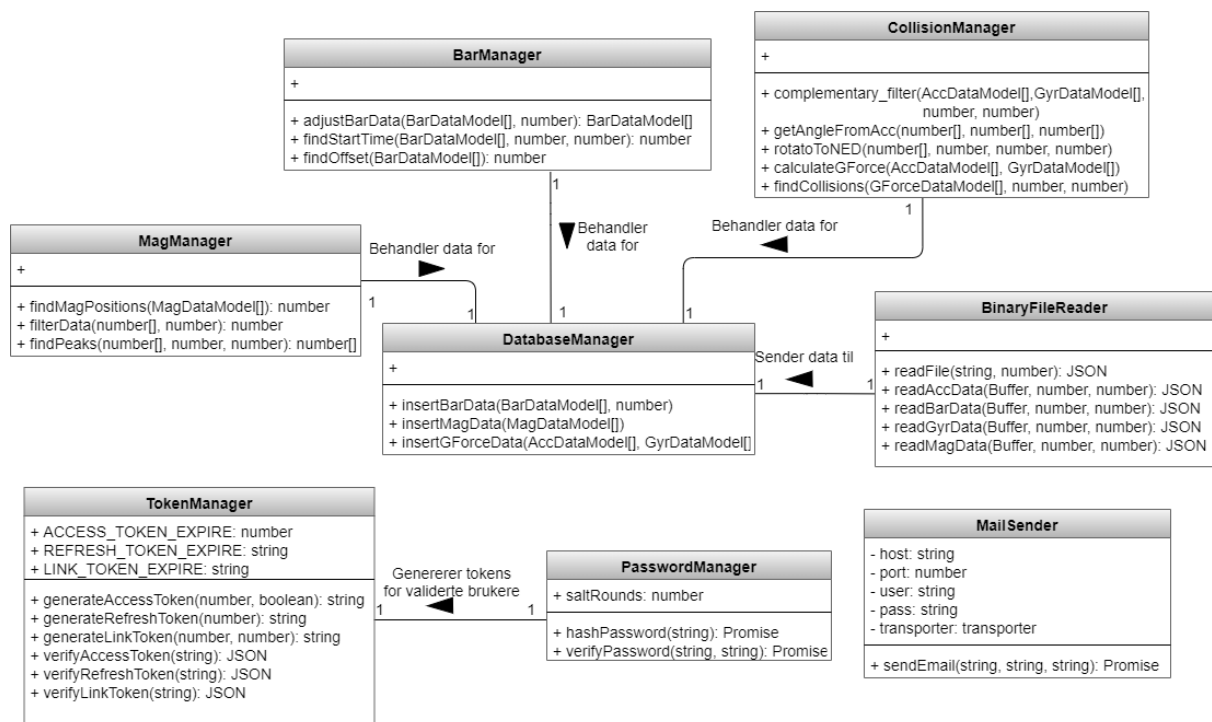 BarManager
+
+ adjustBarData(BarDataModel[], number): BarDataModel[]
+ findStartTime(BarDataModel[], number, number): number
+ findOffset(BarDataModel[]): number
1
Behandler
data for
1
CollisionManager
+
+ complementary_filter(AccDataModel[],GyrDataModel[],
number, number)
+ getAngleFromAcc(number[], number[], number[])
+ rotatoToNED(number[], number, number, number)
+ calculateGForce(AccDataModel[], GyrDataModel[])
+ findCollisions(GForceDataModel[], number, number)
1
Behandler data for
1
MagManager
+
+ findMagPositions(MagDataModel[]): number
+ filterData(number[], number): number
+ findPeaks(number[], number, number): number[]
Behandler data for
1
1
DatabaseManager
+
+ insertBarData(BarDataModel[], number)
+ insertMagData(MagDataModel[])
+ insertGForceData(AccDataModel[], GyrDataModel[]
Sender data til
1
1
BinaryFileReader
+
+ readFile(string, number): JSON
+ readAccData(Buffer, number, number): JSON
+ readBarData(Buffer, number, number): JSON
+ readGyrData(Buffer, number, number): JSON
+ readMagData(Buffer, number, number): JSON
TokenManager
+ ACCESS_TOKEN_EXPIRE: number
+ REFRESH_TOKEN_EXPIRE: string
+ LINK_TOKEN_EXPIRE: string
+ generateAccessToken(number, boolean): string
+ generateRefreshToken(number): string
+ generateLinkToken(number, number): string
+ verifyAccessToken(string): JSON
+ verifyRefreshToken(string): JSON
+ verifyLinkToken(string): JSON
Genererer tokens
for validerte brukere
1
1
PasswordManager
+ saltRounds: number
+ hashPassword(string): Promise
+ verifyPassword(string, string): Promise
MailSender
- host: string
- port: number
- user: string
- pass: string
- transporter: transporter
+ sendEmail(string, string, string): Promise